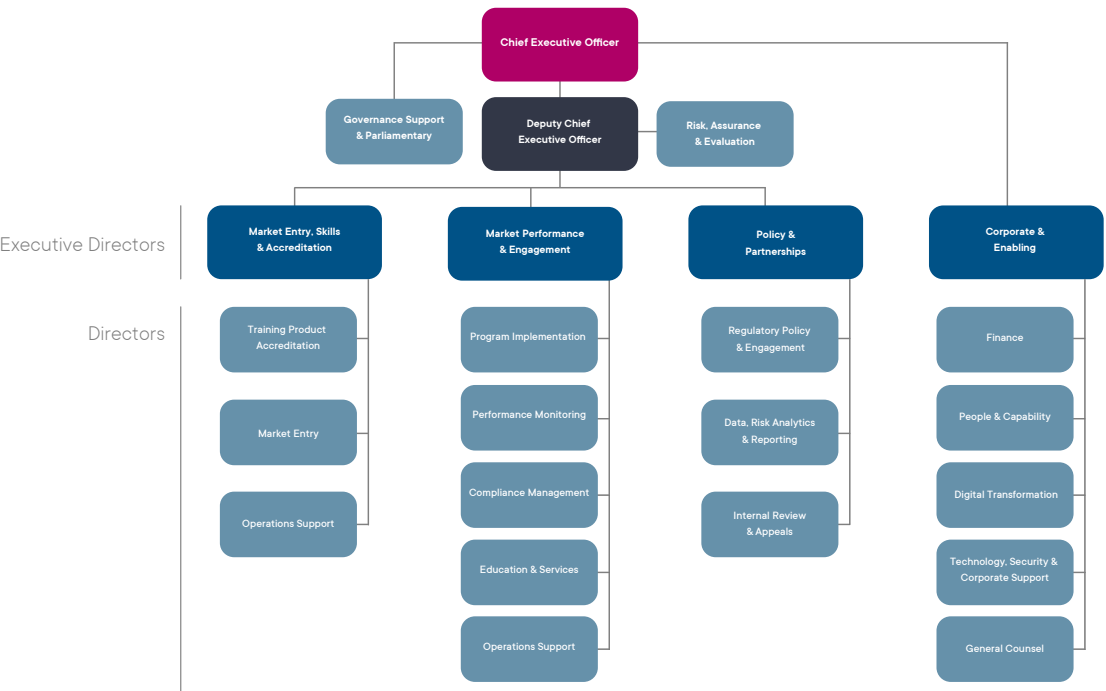 Chief Executive Officer
Governance Support
& Parliamentary
Deputy Chief
Executive Officer
Risk, Assurance
& Evaluation
Executive Directors
Market Entry, Skills
& Accreditation
Market Performance
& Engagement
Policy &
Partnerships
Corporate &
Enabling
Directors
Training Product
Accreditation
Market Entry
Operations Support
Program Implementation
Performance Monitoring
Compliance Management
Education & Services
Operations Support
Regulatory Policy
& Engagement
Data, Risk Analytics
& Reporting
Internal Review
& Appeals
Finance
People & Capability
Digital Transformation
Technology, Security &
Corporate Support
General Counsel